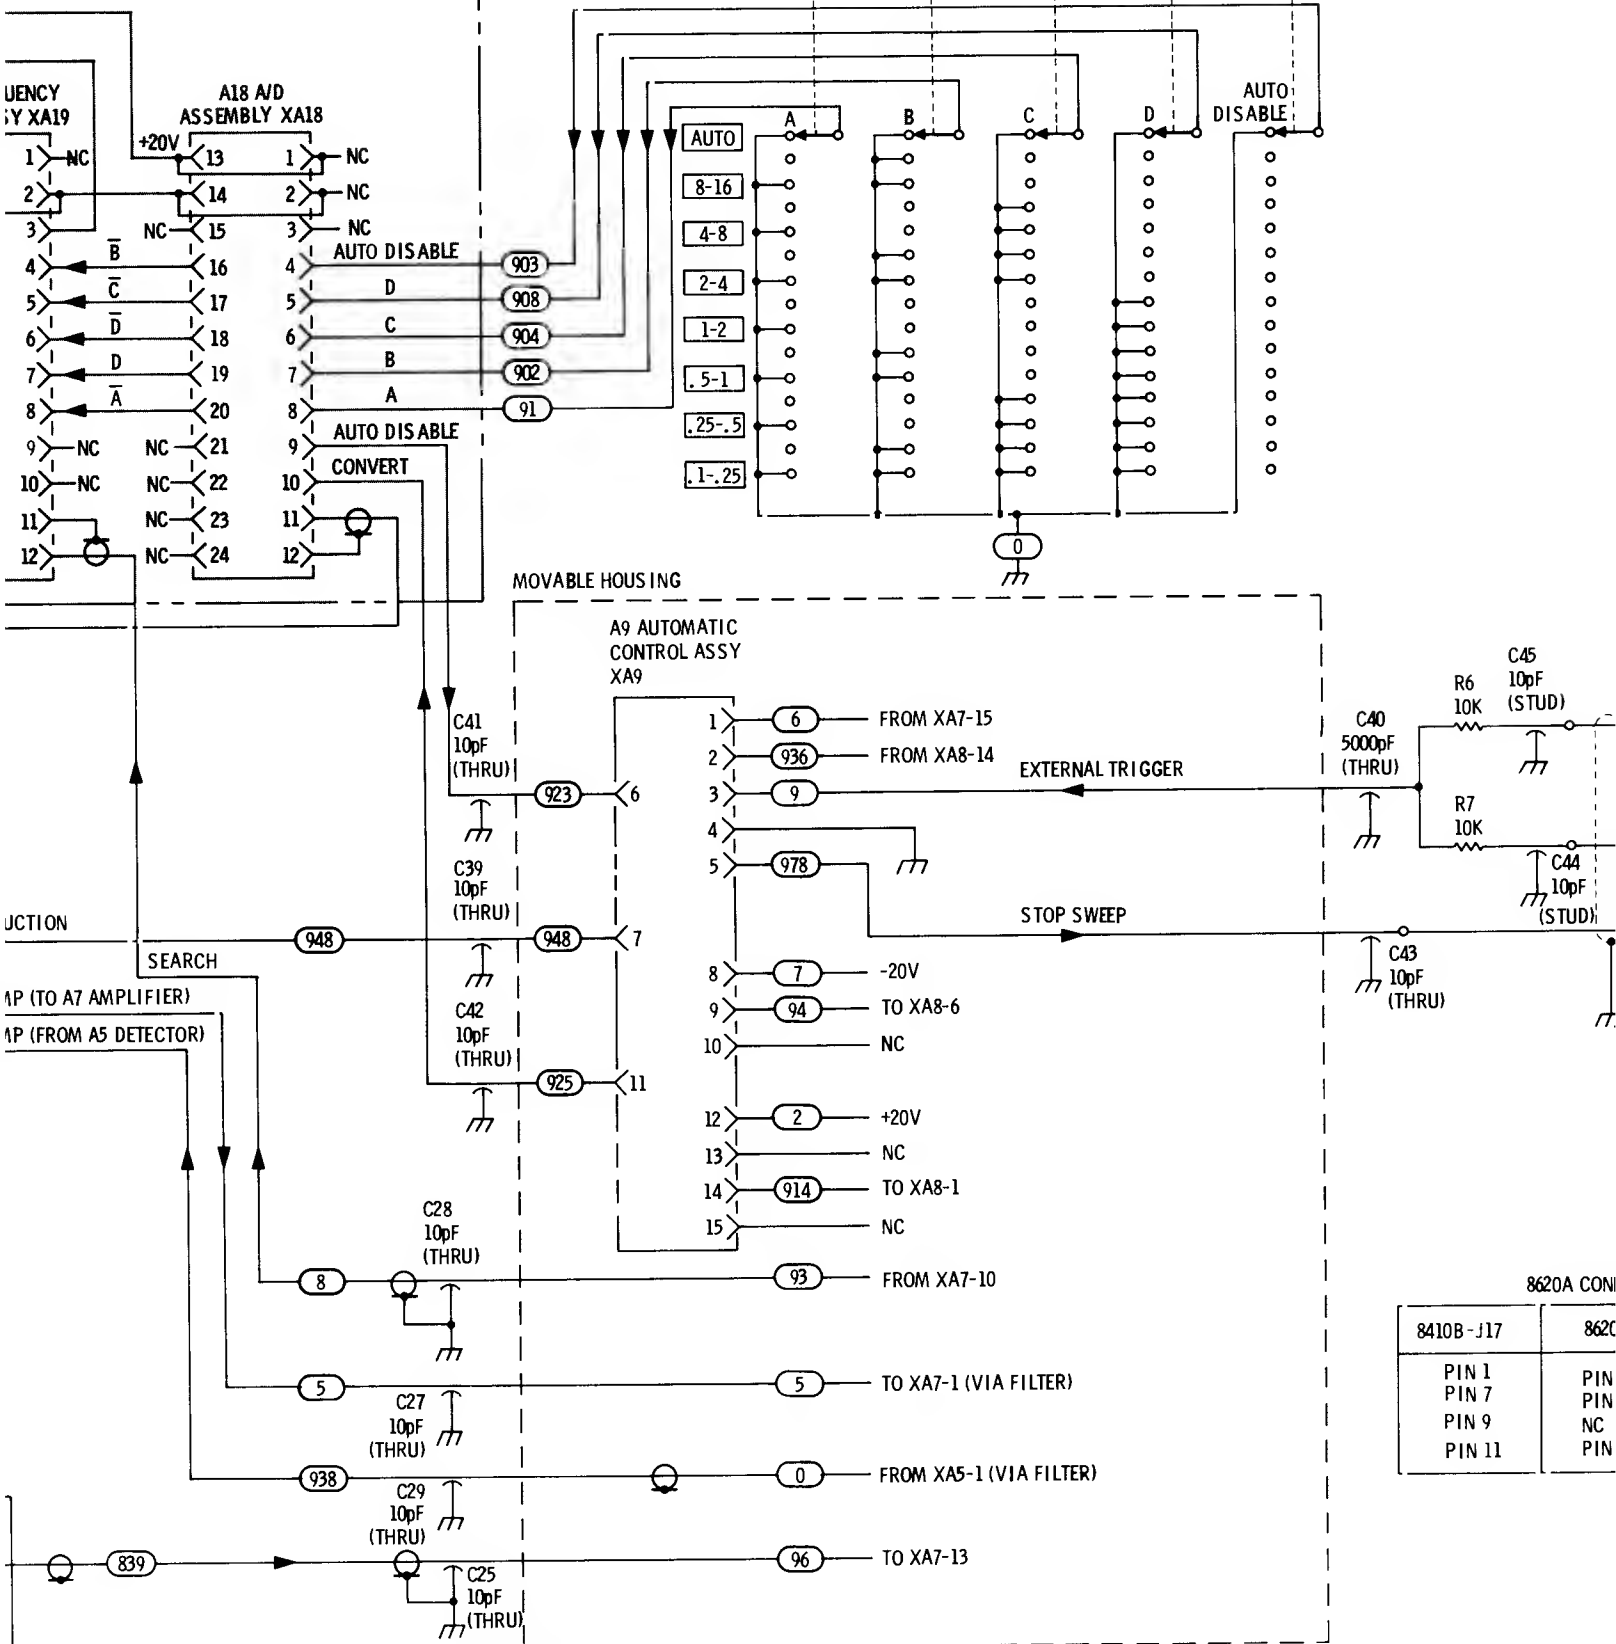 A18 A/D
ASSEMBLY XA18
UENCY
SY XA19
+20V
1 NC
2
3
4 B̅
5 C̅
6 D̅
7 D
8 A̅
9 NC
10 NC
11
12
13
14
NC 15
16
17
18
19
20
NC 21
NC 22
NC 23
NC 24
1 NC
2 NC
3 NC
4 AUTO DISABLE 903
5 D 908
6 C 904
7 B 902
8 A 91
9 AUTO DISABLE
10 CONVERT
11
12
A B C D AUTO
DISABLE
AUTO
8-16
4-8
2-4
1-2
.5-1
.25-.5
.1-.25
0
MOVABLE HOUSING
A9 AUTOMATIC
CONTROL ASSY
XA9
1 6 FROM XA7-15
2 936 FROM XA8-14
3 9 EXTERNAL TRIGGER
4
5 978 STOP SWEEP
8 7 -20V
9 94 TO XA8-6
10 NC
12 2 +20V
13 NC
14 914 TO XA8-1
15 NC
C41
10pF
(THRU)
923 6
C39
10pF
(THRU)
UCTION
948 948 7
SEARCH
MP (TO A7 AMPLIFIER)
MP (FROM A5 DETECTOR)
C42
10pF
(THRU)
925 11
C40
5000pF
(THRU)
R6
10K
C45
10pF
(STUD)
R7
10K
C44
10pF
(STUD)
C43
10pF
(THRU)
C28
10pF
(THRU)
8 93 FROM XA7-10
5 5 TO XA7-1 (VIA FILTER)
C27
10pF
(THRU)
938 0 FROM XA5-1 (VIA FILTER)
C29
10pF
(THRU)
839 96 TO XA7-13
C25
10pF
(THRU)
8620A CON
8410B-J17 8620
PIN 1 PIN
PIN 7 PIN
PIN 9 NC
PIN 11 PIN